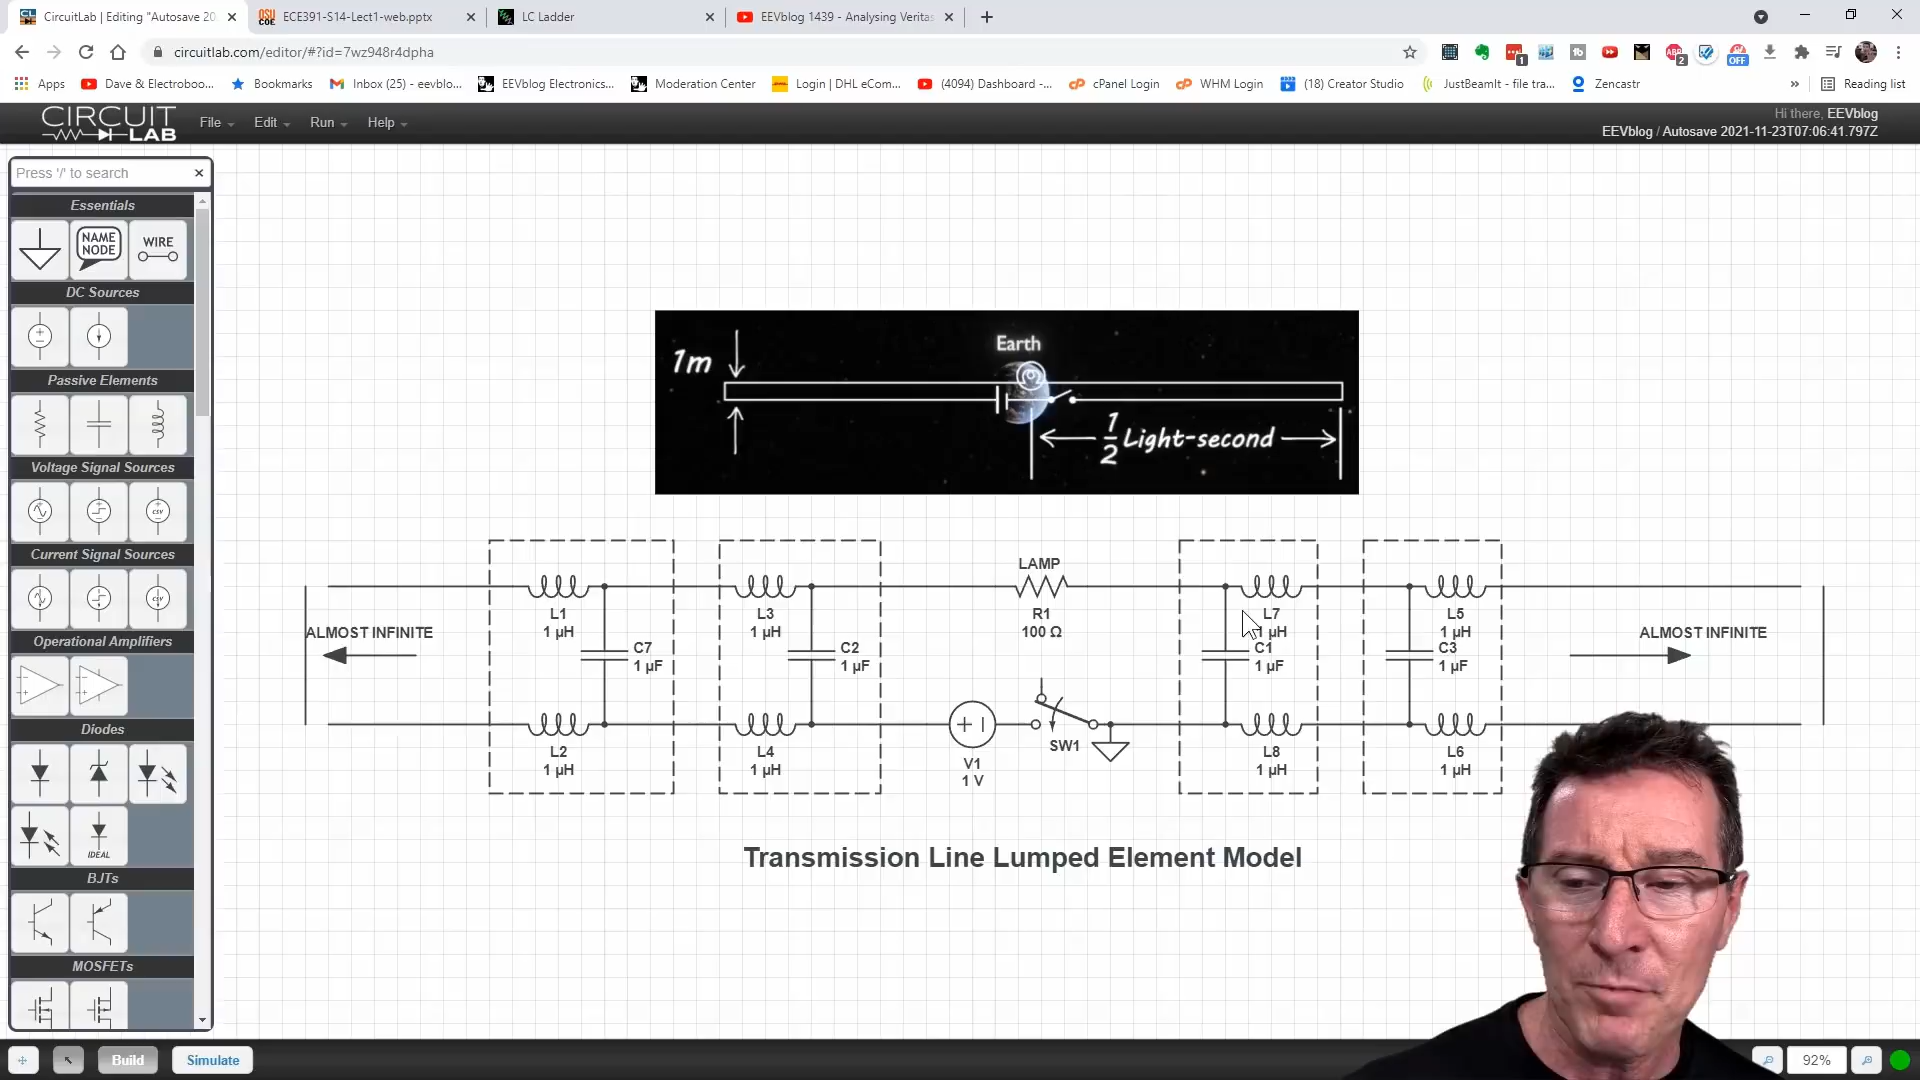 CircuitLab | Editing "Autosave 20
ECE391-S14-Lect1-web.pptx
LC Ladder
EEVblog 1439 - Analysing Veritas
circuitlab.com/editor/#?id=7wz948r4dpha
Apps
Dave & Electroboo...
Bookmarks
Inbox (25) - eevblo...
EEVblog Electronics...
Moderation Center
Login | DHL eCom...
(4094) Dashboard -...
cPanel Login
WHM Login
(18) Creator Studio
JustBeamIt - file tra...
Zencastr
»
Reading list
CIRCUIT
LAB
File
Edit
Run
Help
Hi there, EEVblog
EEVblog / Autosave 2021-11-23T07:06:41.797Z
Press '/' to search
Essentials
NAME
NODE
WIRE
DC Sources
Passive Elements
Voltage Signal Sources
CSV
Current Signal Sources
CSV
Operational Amplifiers
Diodes
IDEAL
BJTs
MOSFETs
1m
Earth
1/2 Light-second
LAMP
R1
100 Ω
L1
1 µH
L3
1 µH
L7
1 µH
L5
1 µH
ALMOST INFINITE
ALMOST INFINITE
C7
1 µF
C2
1 µF
C1
1 µF
C3
1 µF
L2
1 µH
L4
1 µH
V1
1 V
SW1
L8
1 µH
L6
1 µH
Transmission Line Lumped Element Model
Build
Simulate
92%